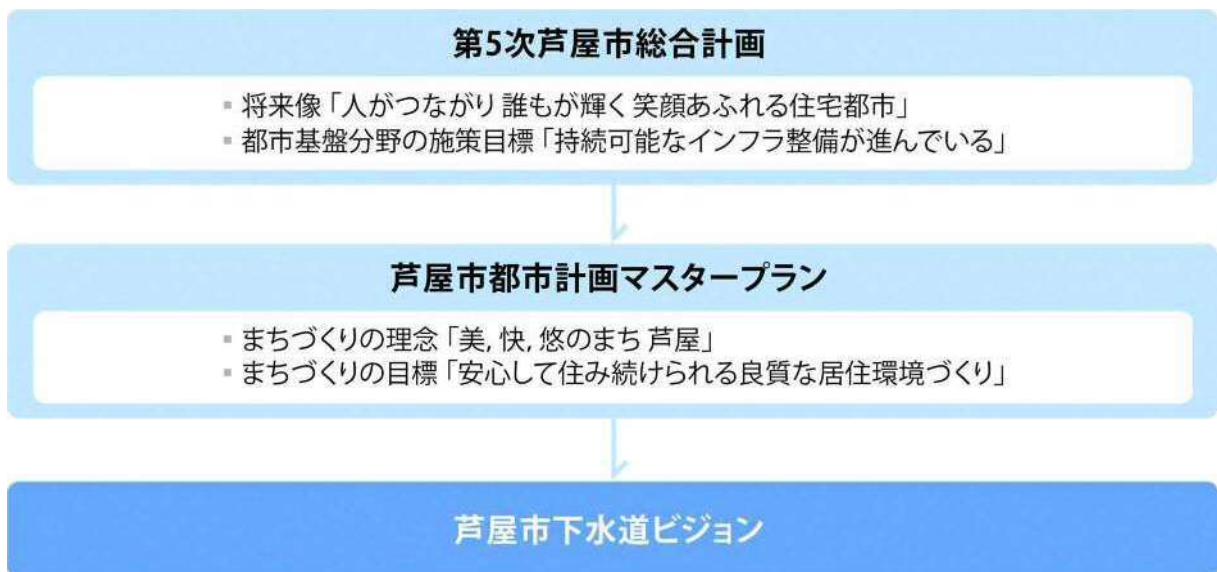 第5次芦屋市総合計画
▪ 将来像「人がつながり 誰もが輝く 笑顔あふれる住宅都市」
▪ 都市基盤分野の施策目標「持続可能なインフラ整備が進んでいる」
芦屋市都市計画マスタープラン
▪ まちづくりの理念「美, 快, 悠のまち 芦屋」
▪ まちづくりの目標「安心して住み続けられる良質な居住環境づくり」
芦屋市下水道ビジョン